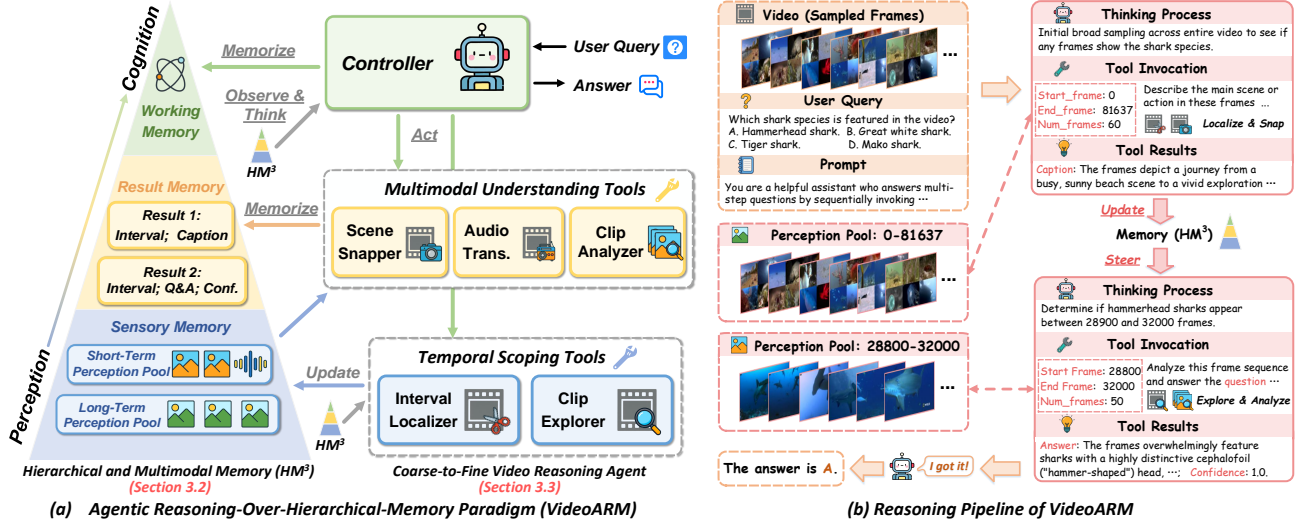 Cognition
Perception
Working
Memory
Result Memory
Result 1:
Interval; Caption
Result 2:
Interval; Q&A; Conf.
Sensory Memory
Short-Term
Perception Pool
Long-Term
Perception Pool
Hierarchical and Multimodal Memory (HM³)
(Section 3.2)
Memorize
Observe &
Think
HM³
Controller
User Query
Answer
Act
Memorize
Multimodal Understanding Tools
Scene
Snapper
Audio
Trans.
Clip
Analyzer
Update
HM³
Temporal Scoping Tools
Interval
Localizer
Clip
Explorer
Coarse-to-Fine Video Reasoning Agent
(Section 3.3)
(a) Agentic Reasoning-Over-Hierarchical-Memory Paradigm (VideoARM)
Video (Sampled Frames)
...
User Query
Which shark species is featured in the video?
A. Hammerhead shark. B. Great white shark.
C. Tiger shark. D. Mako shark.
Prompt
You are a helpful assistant who answers multi-
step questions by sequentially invoking ...
Perception Pool: 0-81637
...
Perception Pool: 28800-32000
...
The answer is A.
I got it!
Thinking Process
Initial broad sampling across entire video to see if
any frames show the shark species.
Tool Invocation
Start_frame: 0
End_frame: 81637
Num_frames: 60
Describe the main scene or
action in these frames ...
Localize & Snap
Tool Results
Caption: The frames depict a journey from a
busy, sunny beach scene to a vivid exploration ...
Update
Memory (HM³)
Steer
Thinking Process
Determine if hammerhead sharks appear
between 28900 and 32000 frames.
Tool Invocation
Start Frame: 28800
End Frame: 32000
Num_frames: 50
Analyze this frame sequence
and answer the question ...
Explore & Analyze
Tool Results
Answer: The frames overwhelmingly feature
sharks with a highly distinctive cephalofoil
("hammer-shaped") head, ...; Confidence: 1.0.
(b) Reasoning Pipeline of VideoARM